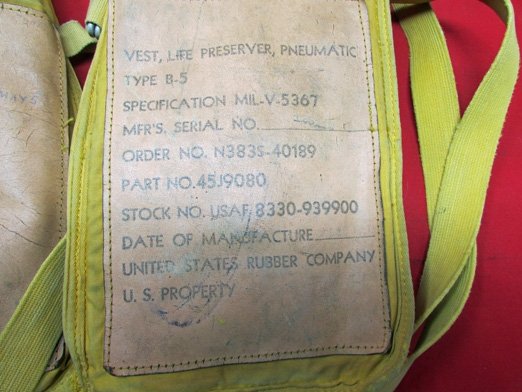 VEST, LIFE PRESERVER, PNEUMATIC
TYPE B-5
SPECIFICATION MIL-V-5367
MFR'S. SERIAL NO.
ORDER NO. N383S-40189
PART NO. 45J9080
STOCK NO. USAF 8330-939900
DATE OF MANUFACTURE
UNITED STATES RUBBER COMPANY
U. S. PROPERTY